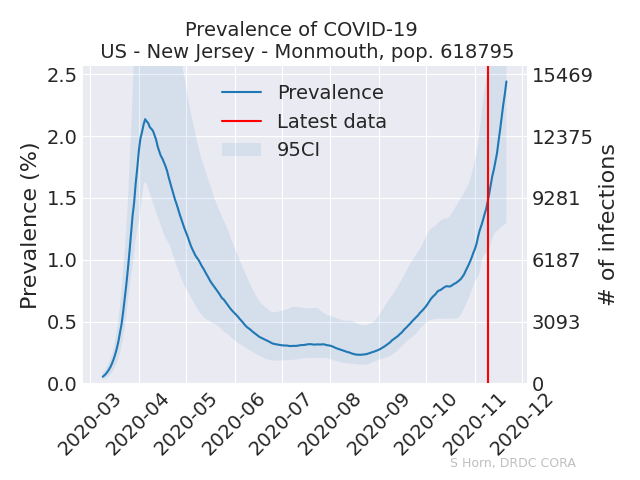 Prevalence of COVID-19
US - New Jersey - Monmouth, pop. 618795
Prevalence (%)
2.5
2.0
1.5
1.0
0.5
0.0
Prevalence
Latest data
95CI
15469
12375
9281
6187
3093
0
# of infections
2020-03
2020-04
2020-05
2020-06
2020-07
2020-08
2020-09
2020-10
2020-11
2020-12
S Horn, DRDC CORA